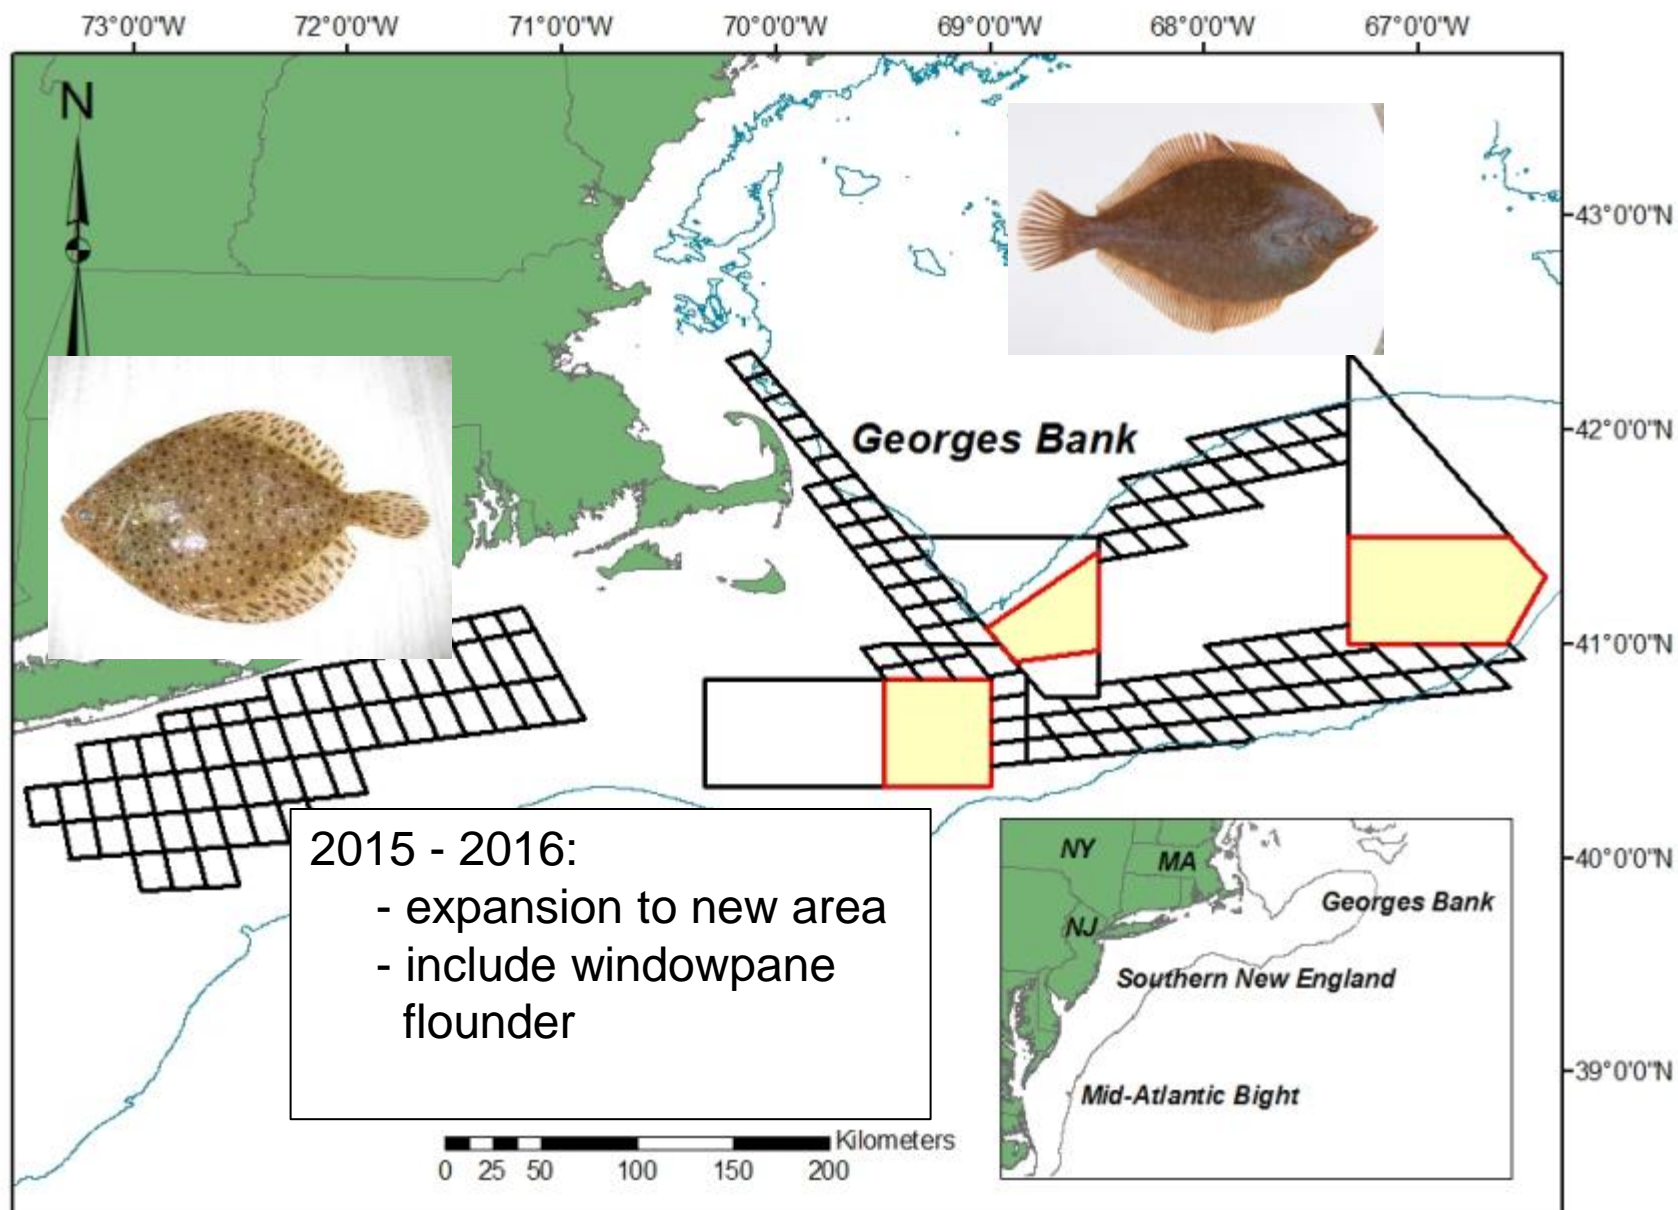 73°0'0"W 72°0'0"W 71°0'0"W 70°0'0"W 69°0'0"W 68°0'0"W 67°0'0"W
N
43°0'0"N
42°0'0"N
Georges Bank
41°0'0"N
40°0'0"N
39°0'0"N
2015 - 2016:
- expansion to new area
- include windowpane
flounder
NY
MA
NJ
Georges Bank
Southern New England
Mid-Atlantic Bight
Kilometers
0 25 50 100 150 200